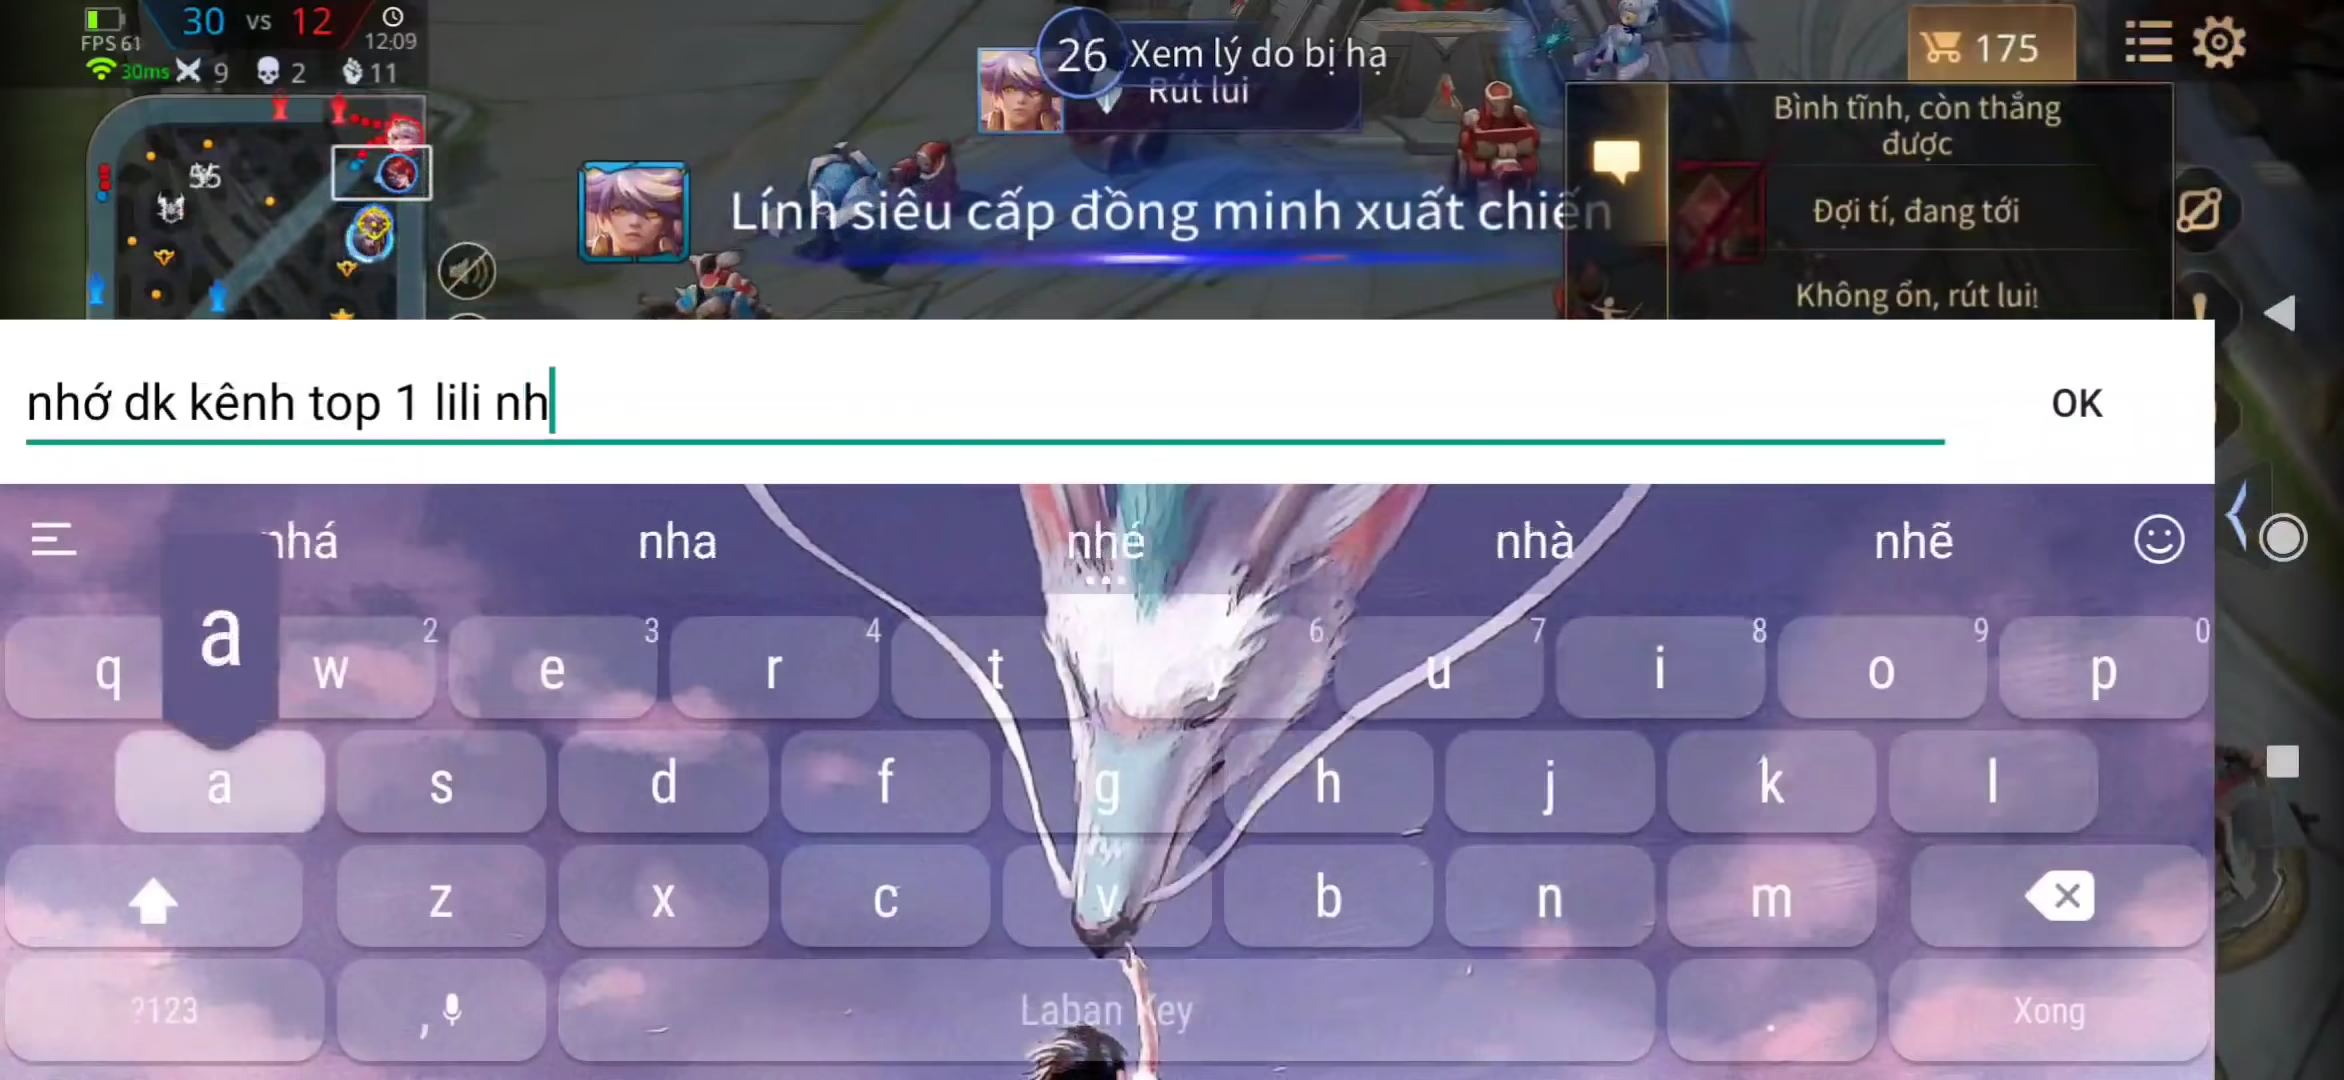 30 vs 12
12:09
FPS 61
30ms 9 2 11
55
26 Xem lý do bị hạ
Rút lui
Lính siêu cấp đồng minh xuất chiến
175
Bình tĩnh, còn thắng
được
Đợi tí, đang tới
Không ổn, rút lui!
nhớ dk kênh top 1 lili nh
OK
nhá nha nhé nhà nhẽ
a
2 3 4 6 7 8 9 0
q w e r t y u i o p
a s d f g h j k l
z x c v b n m
?123 , Laban Key . Xong